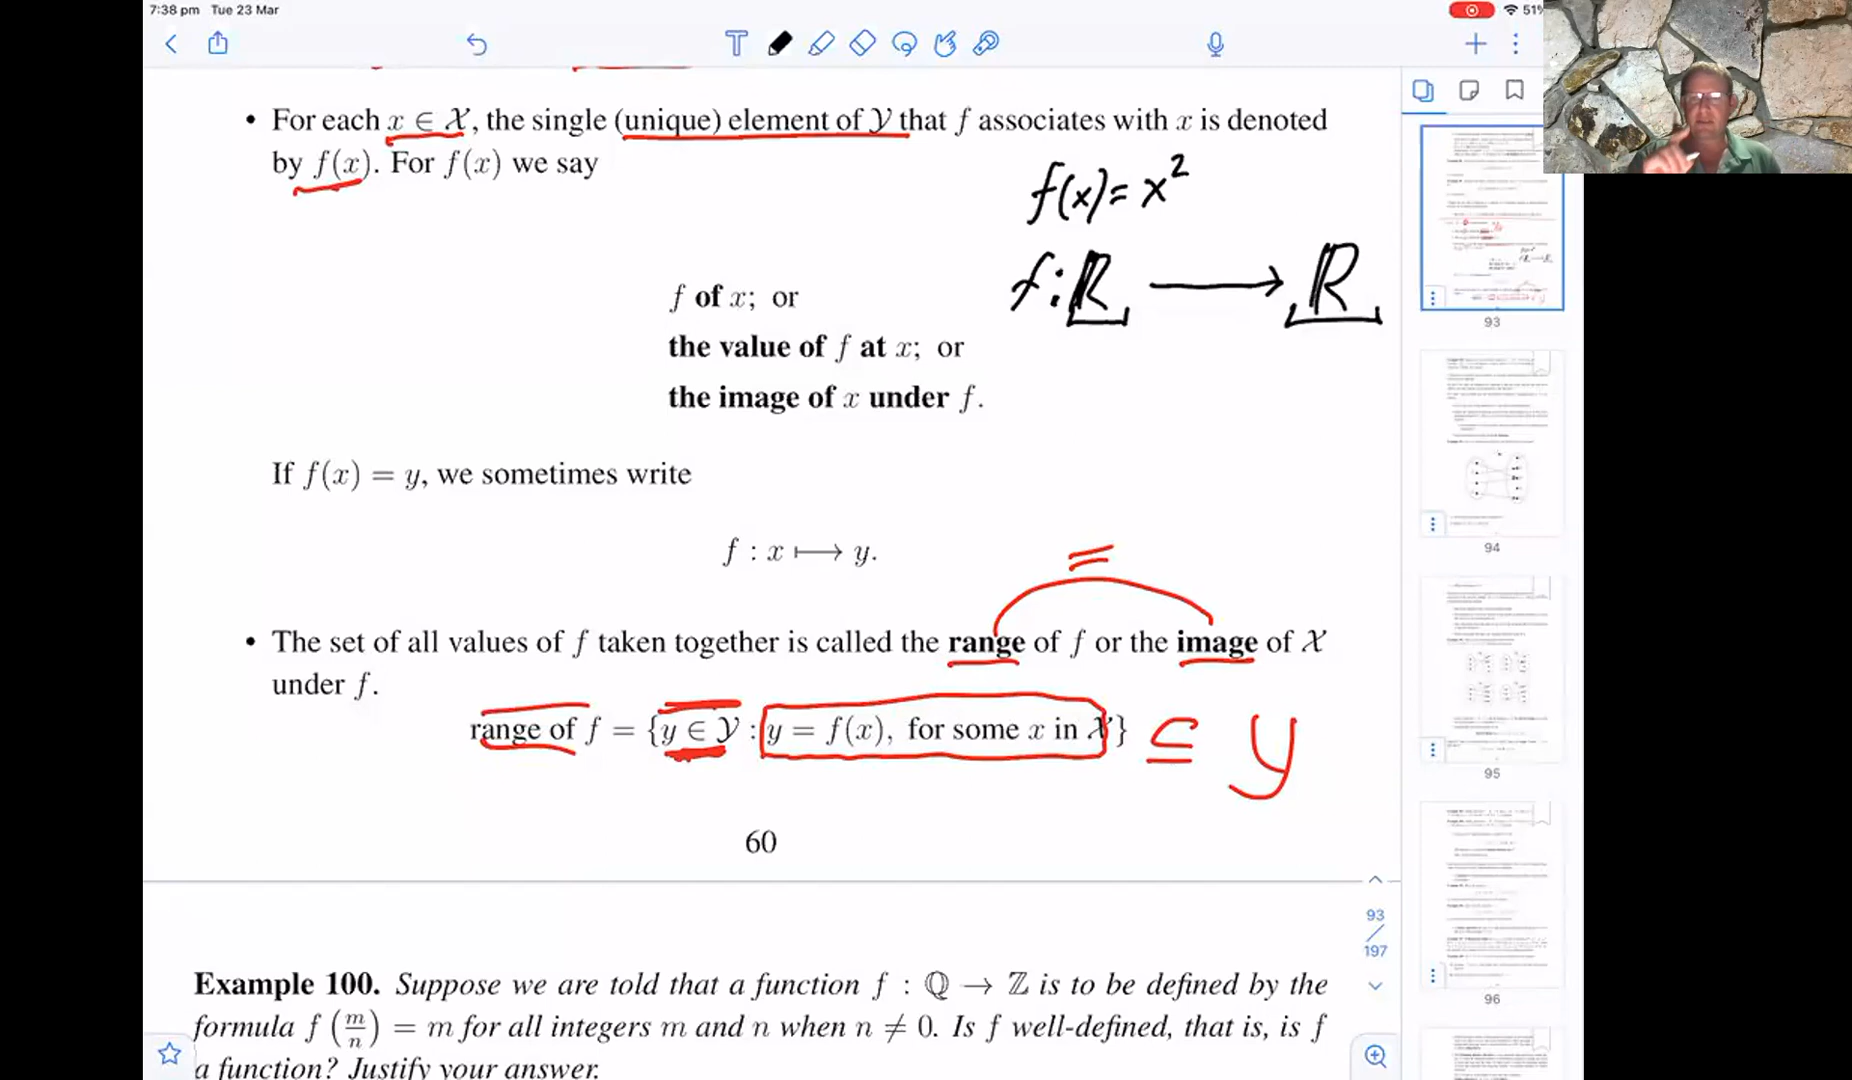 7:38 pm Tue 23 Mar
51%
• For each x ∈ 𝒳, the single (unique) element of 𝒴 that f associates with x is denoted
by f(x). For f(x) we say
f(x) = x²
f : ℝ ⟶ ℝ
f of x; or
the value of f at x; or
the image of x under f.
If f(x) = y, we sometimes write
f : x ⟼ y.
=
• The set of all values of f taken together is called the range of f or the image of 𝒳
under f.
range of f = {y ∈ 𝒴 : y = f(x), for some x in 𝒳} ⊆ 𝒴
60
93
/
197
Example 100. Suppose we are told that a function f : ℚ → ℤ is to be defined by the
formula f (m/n) = m for all integers m and n when n ≠ 0. Is f well-defined, that is, is f
a function? Justify your answer.
93
94
95
96